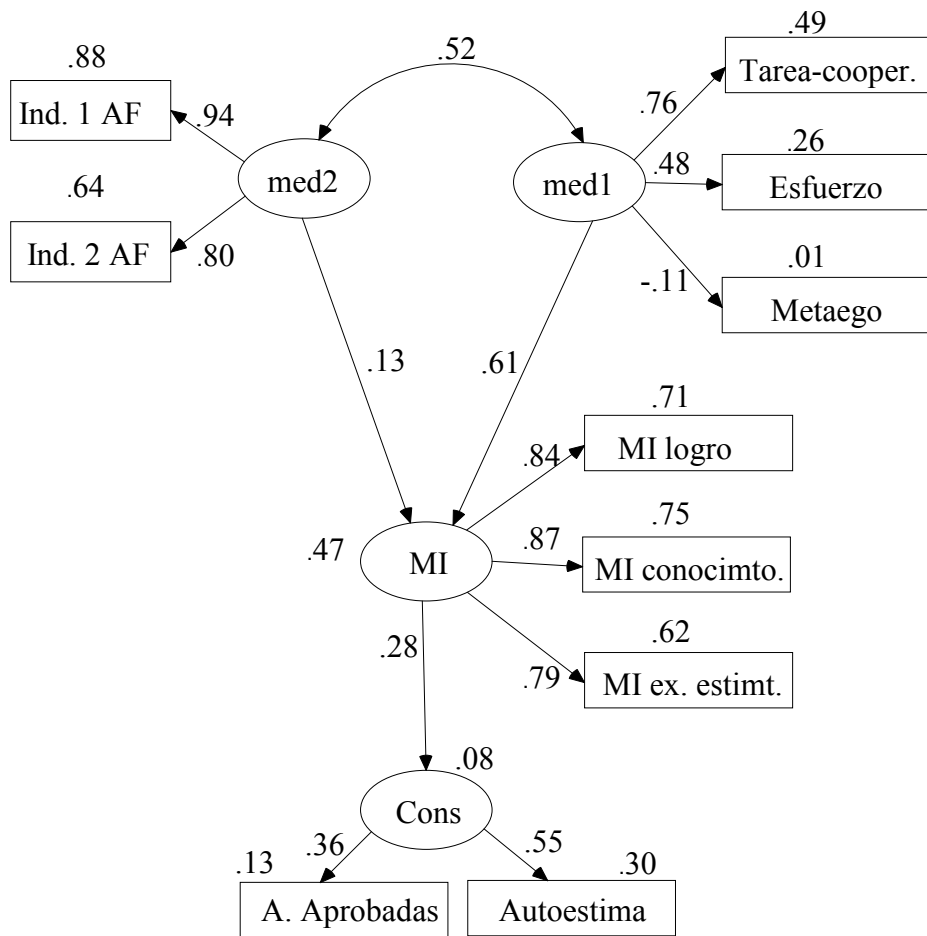 .49
.52
.88
Tarea-cooper.
Ind. 1 AF
.94
.76
.26
med2
med1
.48
Esfuerzo
.64
Ind. 2 AF
.80
.01
-.11
Metaego
.13
.61
.71
.84
MI logro
.75
.47
MI
.87
MI conocimto.
.62
.28
.79
MI ex. estimt.
.08
Cons
.36
.55
.13
.30
A. Aprobadas
Autoestima